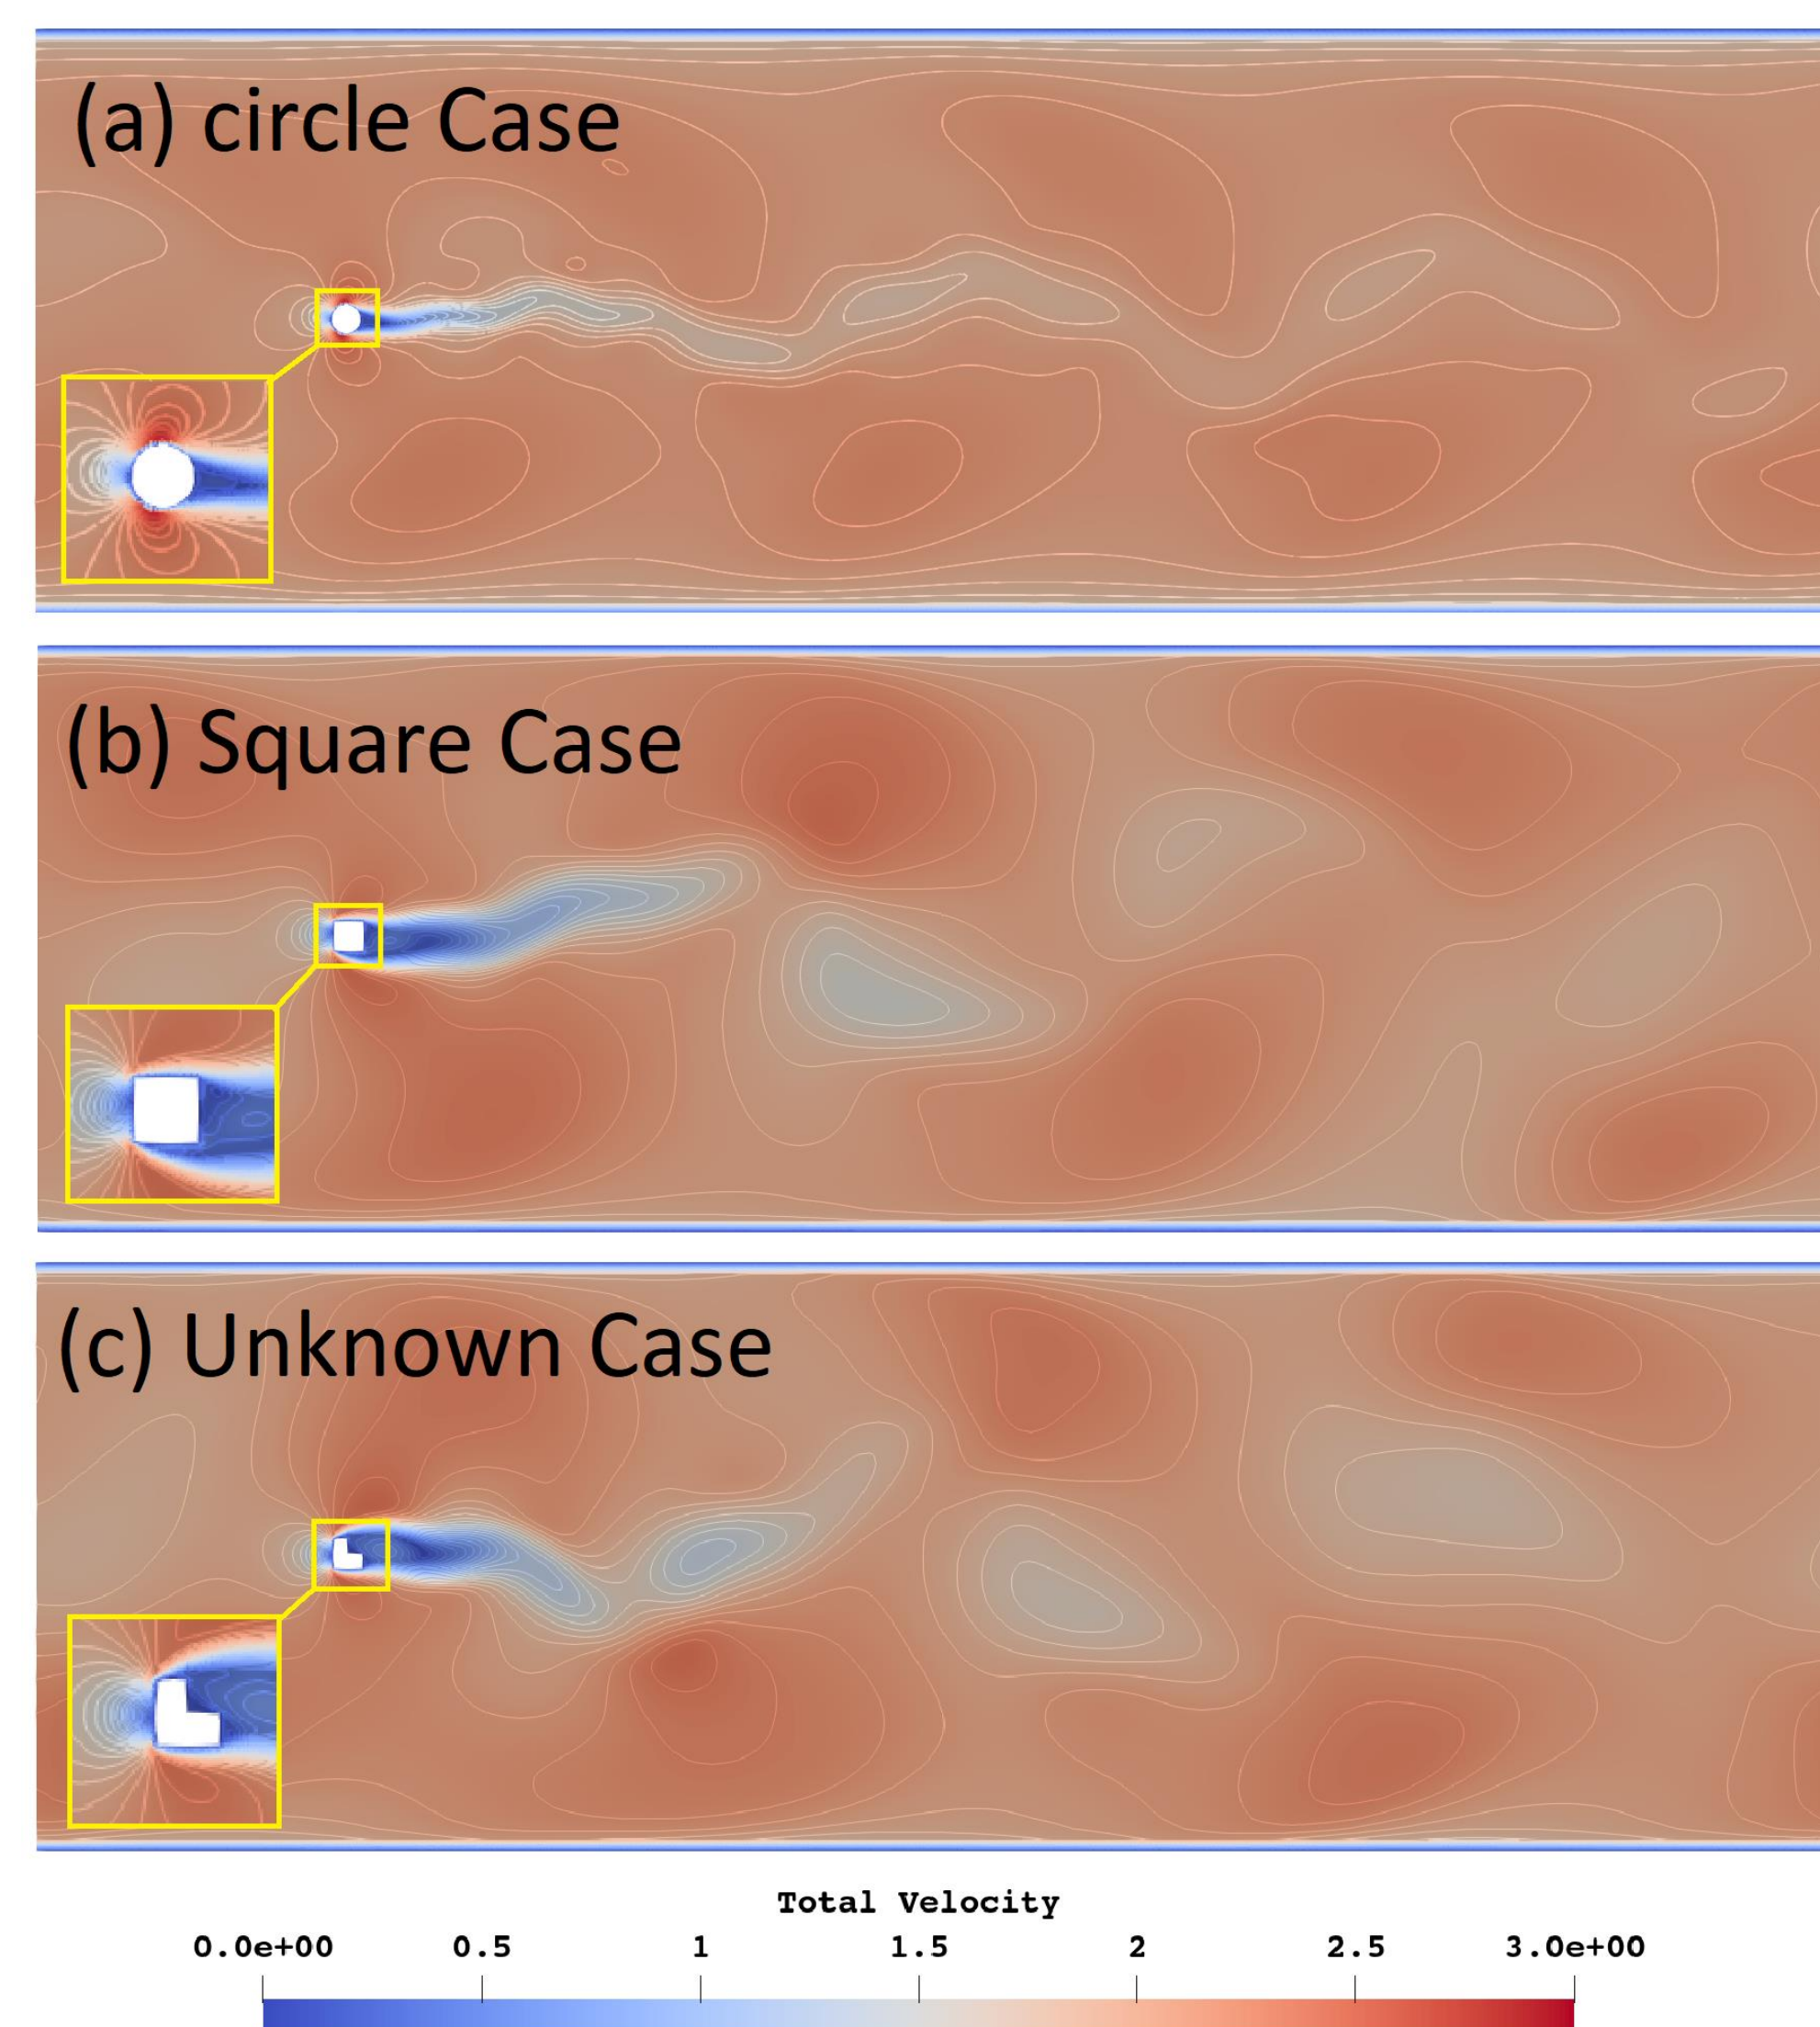 (a) circle Case
(b) Square Case
(c) Unknown Case
Total Velocity
0.0e+00 0.5 1 1.5 2 2.5 3.0e+00